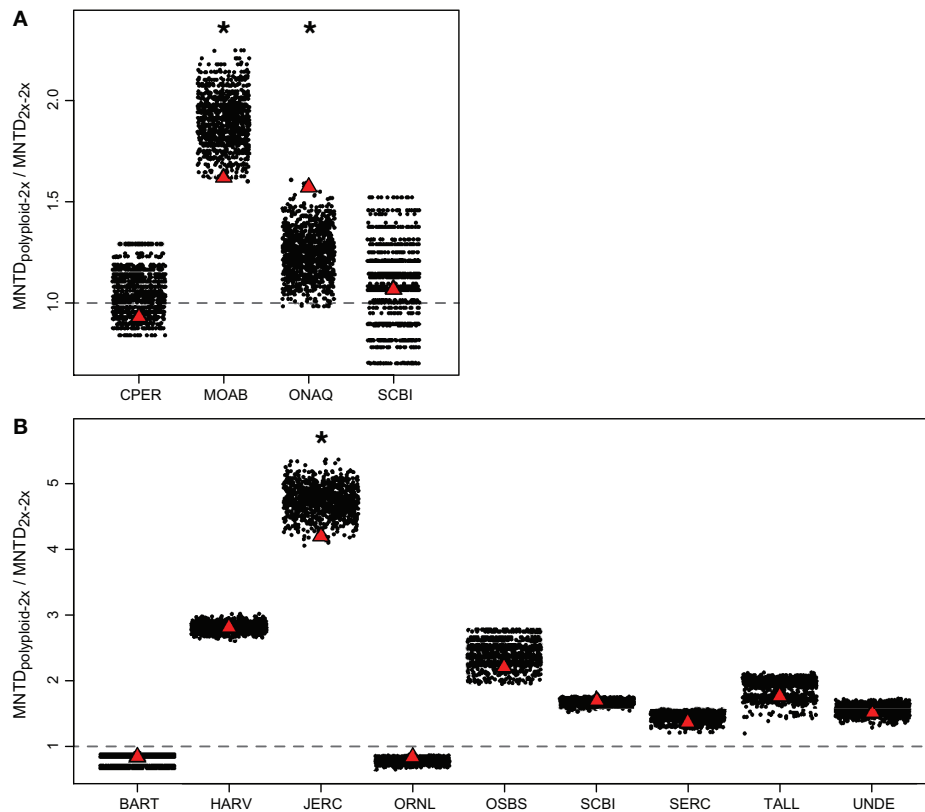 A
* *
MNTDpolyploid-2x / MNTD2x-2x
2.0
1.5
1.0
CPER MOAB ONAQ SCBI
B
*
MNTDpolyploid-2x / MNTD2x-2x
5
4
3
2
1
BART HARV JERC ORNL OSBS SCBI SERC TALL UNDE